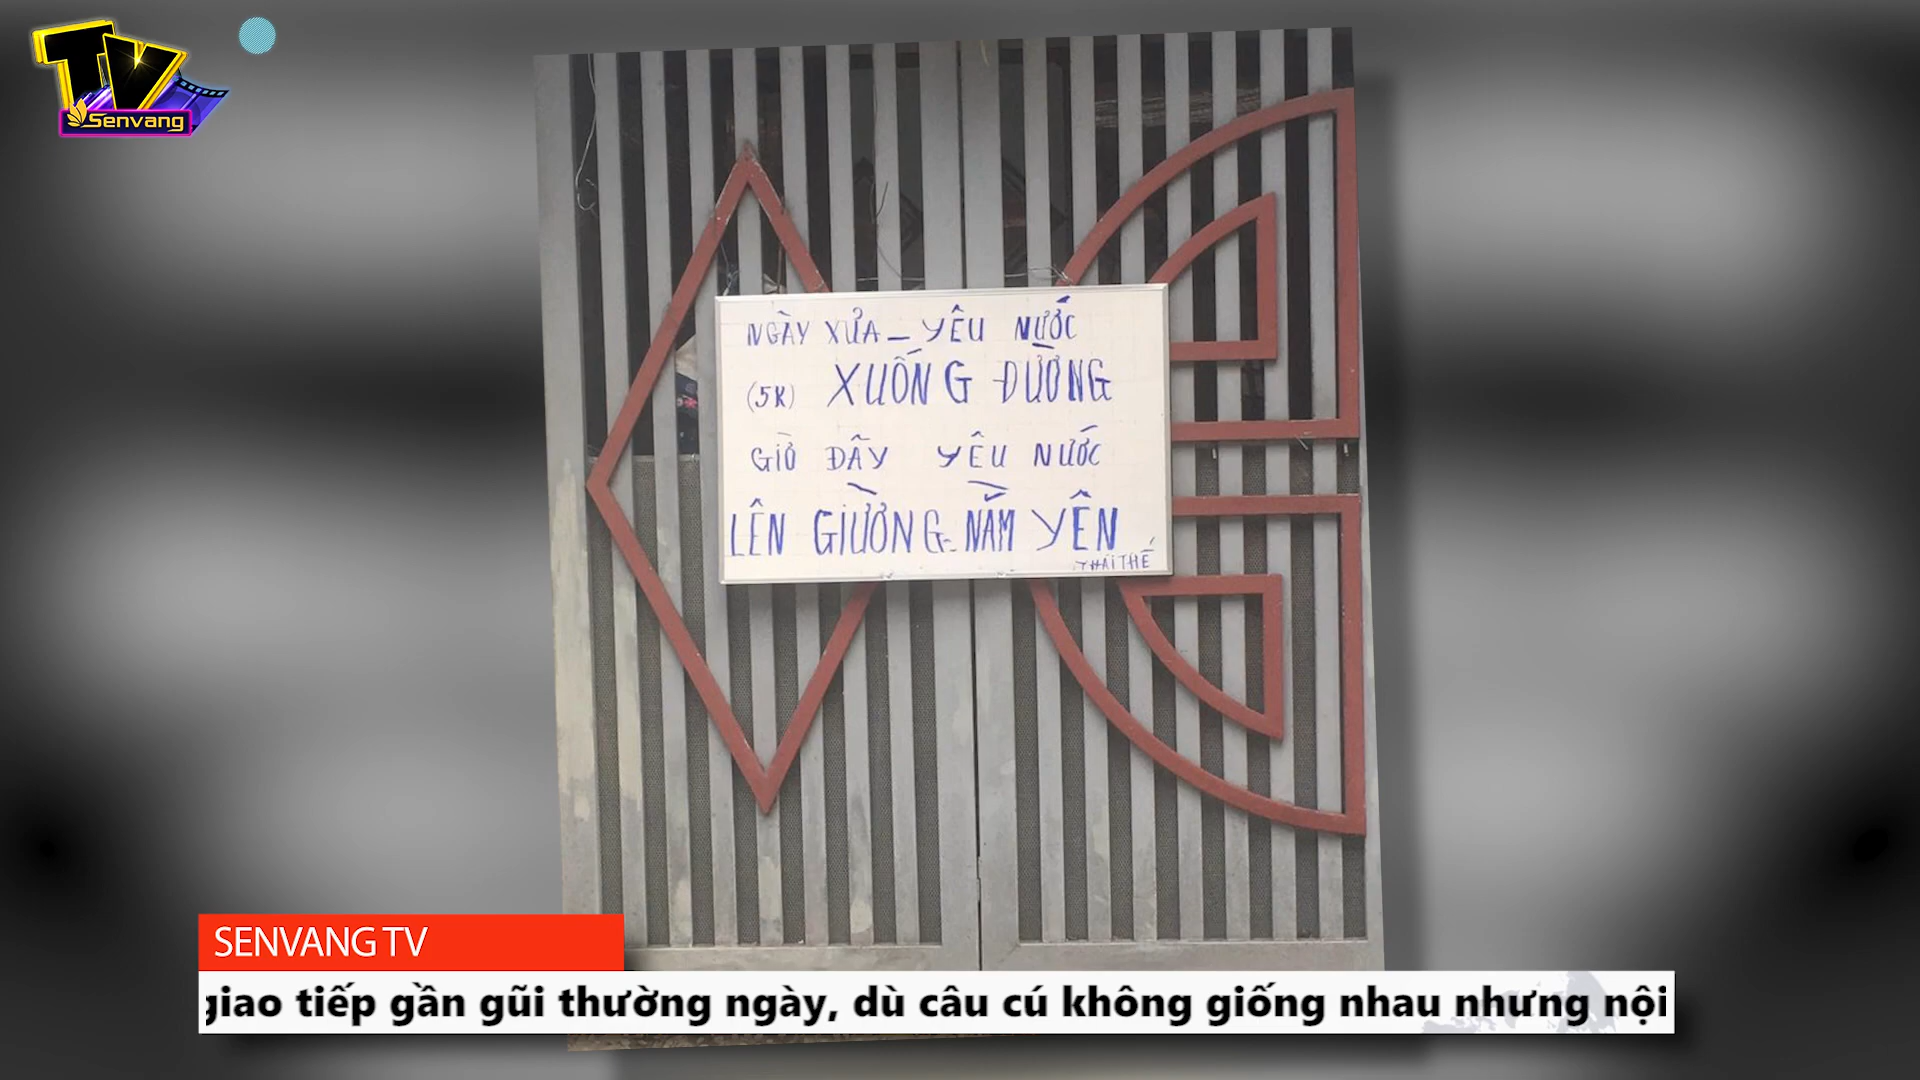 TV
Senvang
NGÀY XỬA - YÊU NƯỚC
(5K) XUỐNG ĐƯỜNG
GIỜ ĐÂY YÊU NƯỚC
LÊN GIƯỜNG - NẰM YÊN
THÁI THẾ
SENVANG TV
giao tiếp gần gũi thường ngày, dù câu cú không giống nhau nhưng nội